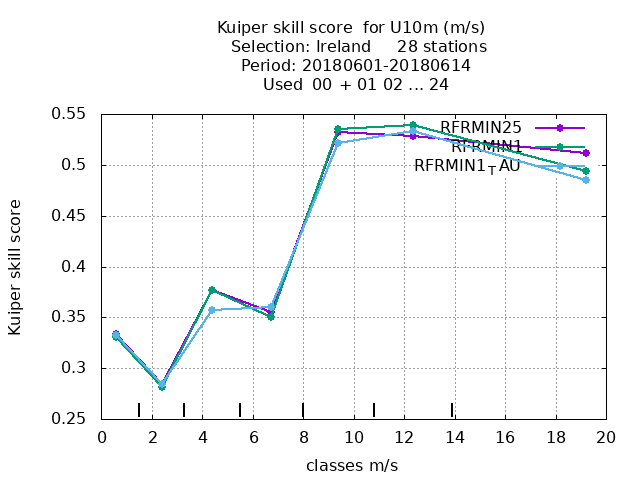 Kuiper skill score for U10m (m/s)
Selection: Ireland 28 stations
Period: 20180601-20180614
Used 00 + 01 02 ... 24
0.55
0.5
0.45
0.4
0.35
0.3
0.25
Kuiper skill score
RFRMIN25
RFRMIN1
RFRMIN1TAU
0 2 4 6 8 10 12 14 16 18 20
classes m/s